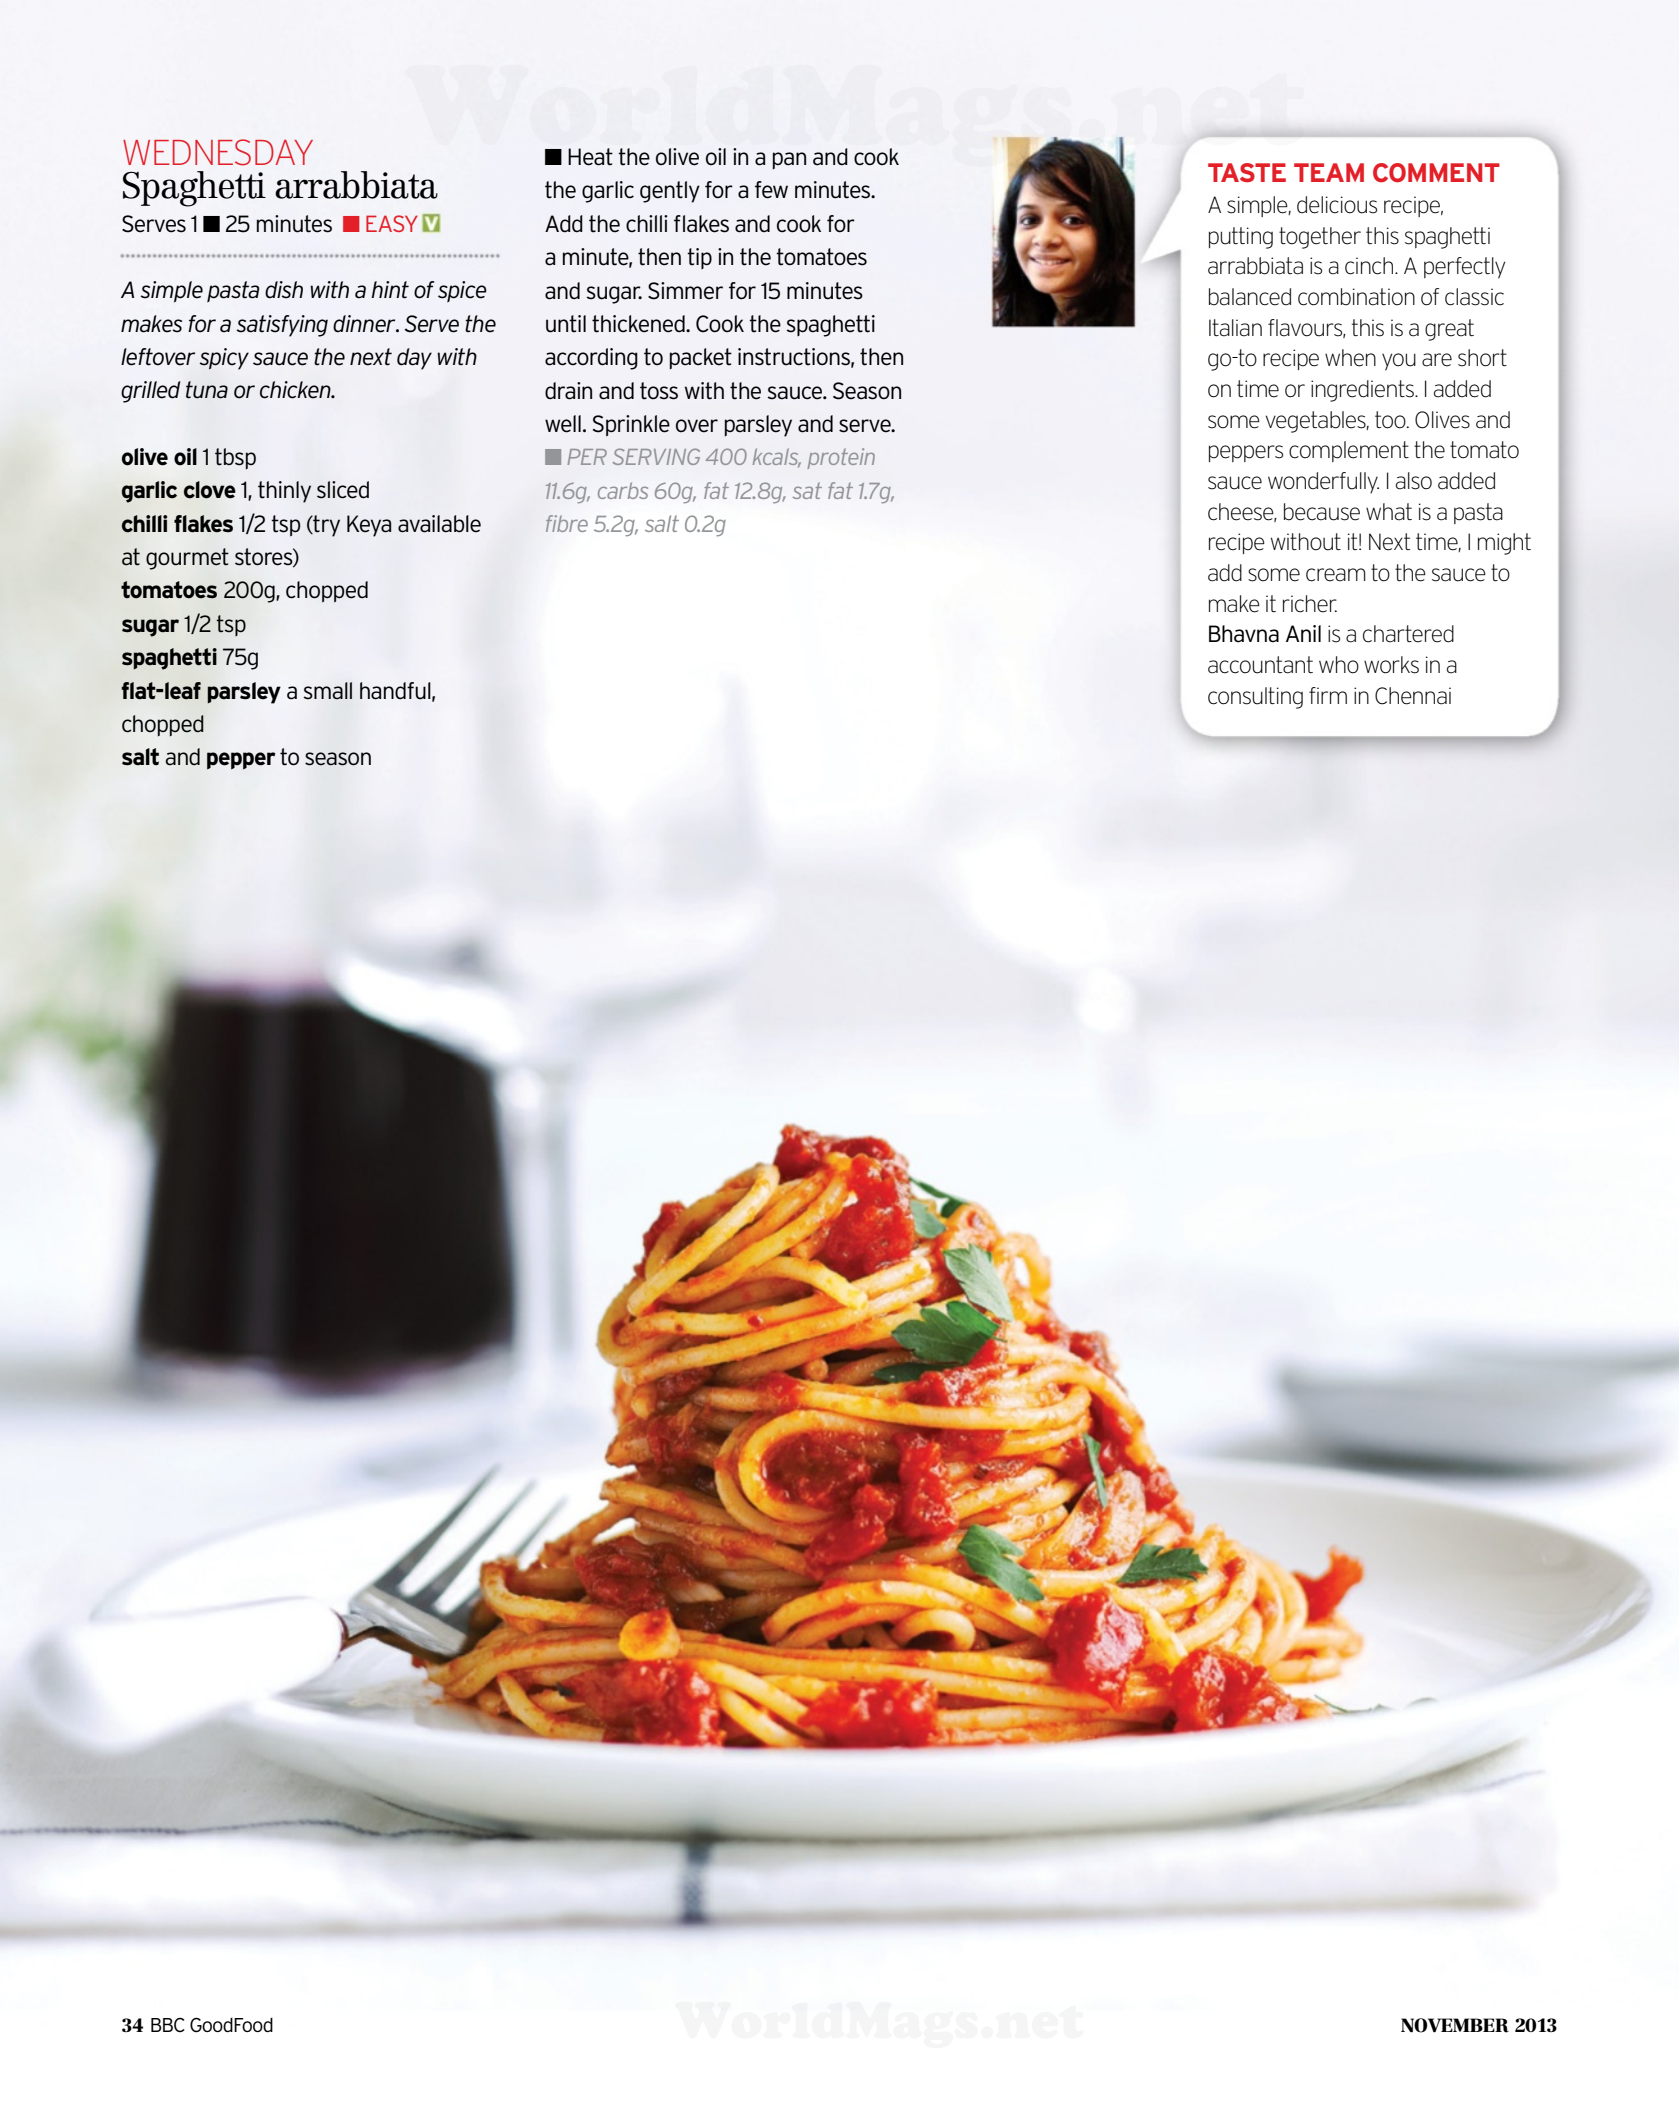 WorldMags.net
WEDNESDAY
Spaghetti arrabbiata
Serves 1 ■ 25 minutes ■ EASY V
A simple pasta dish with a hint of spice
makes for a satisfying dinner. Serve the
leftover spicy sauce the next day with
grilled tuna or chicken.
olive oil 1 tbsp
garlic clove 1, thinly sliced
chilli flakes 1/2 tsp (try Keya available
at gourmet stores)
tomatoes 200g, chopped
sugar 1/2 tsp
spaghetti 75g
flat-leaf parsley a small handful,
chopped
salt and pepper to season
■ Heat the olive oil in a pan and cook
the garlic gently for a few minutes.
Add the chilli flakes and cook for
a minute, then tip in the tomatoes
and sugar. Simmer for 15 minutes
until thickened. Cook the spaghetti
according to packet instructions, then
drain and toss with the sauce. Season
well. Sprinkle over parsley and serve.
■ PER SERVING 400 kcals, protein
11.6g, carbs 60g, fat 12.8g, sat fat 1.7g,
fibre 5.2g, salt 0.2g
TASTE TEAM COMMENT
A simple, delicious recipe,
putting together this spaghetti
arrabbiata is a cinch. A perfectly
balanced combination of classic
Italian flavours, this is a great
go-to recipe when you are short
on time or ingredients. I added
some vegetables, too. Olives and
peppers complement the tomato
sauce wonderfully. I also added
cheese, because what is a pasta
recipe without it! Next time, I might
add some cream to the sauce to
make it richer.
Bhavna Anil is a chartered
accountant who works in a
consulting firm in Chennai
34 BBC GoodFood
WorldMags.net
NOVEMBER 2013